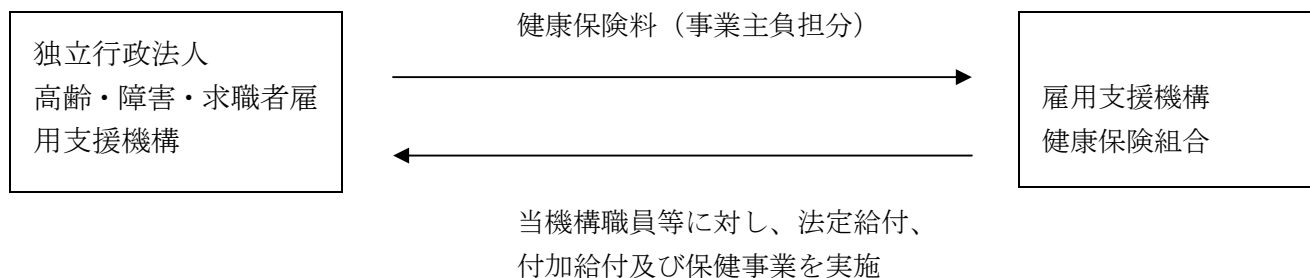 独立行政法人
高齢・障害・求職者雇
用支援機構
健康保険料（事業主負担分）
雇用支援機構
健康保険組合
当機構職員等に対し、法定給付、
付加給付及び保健事業を実施